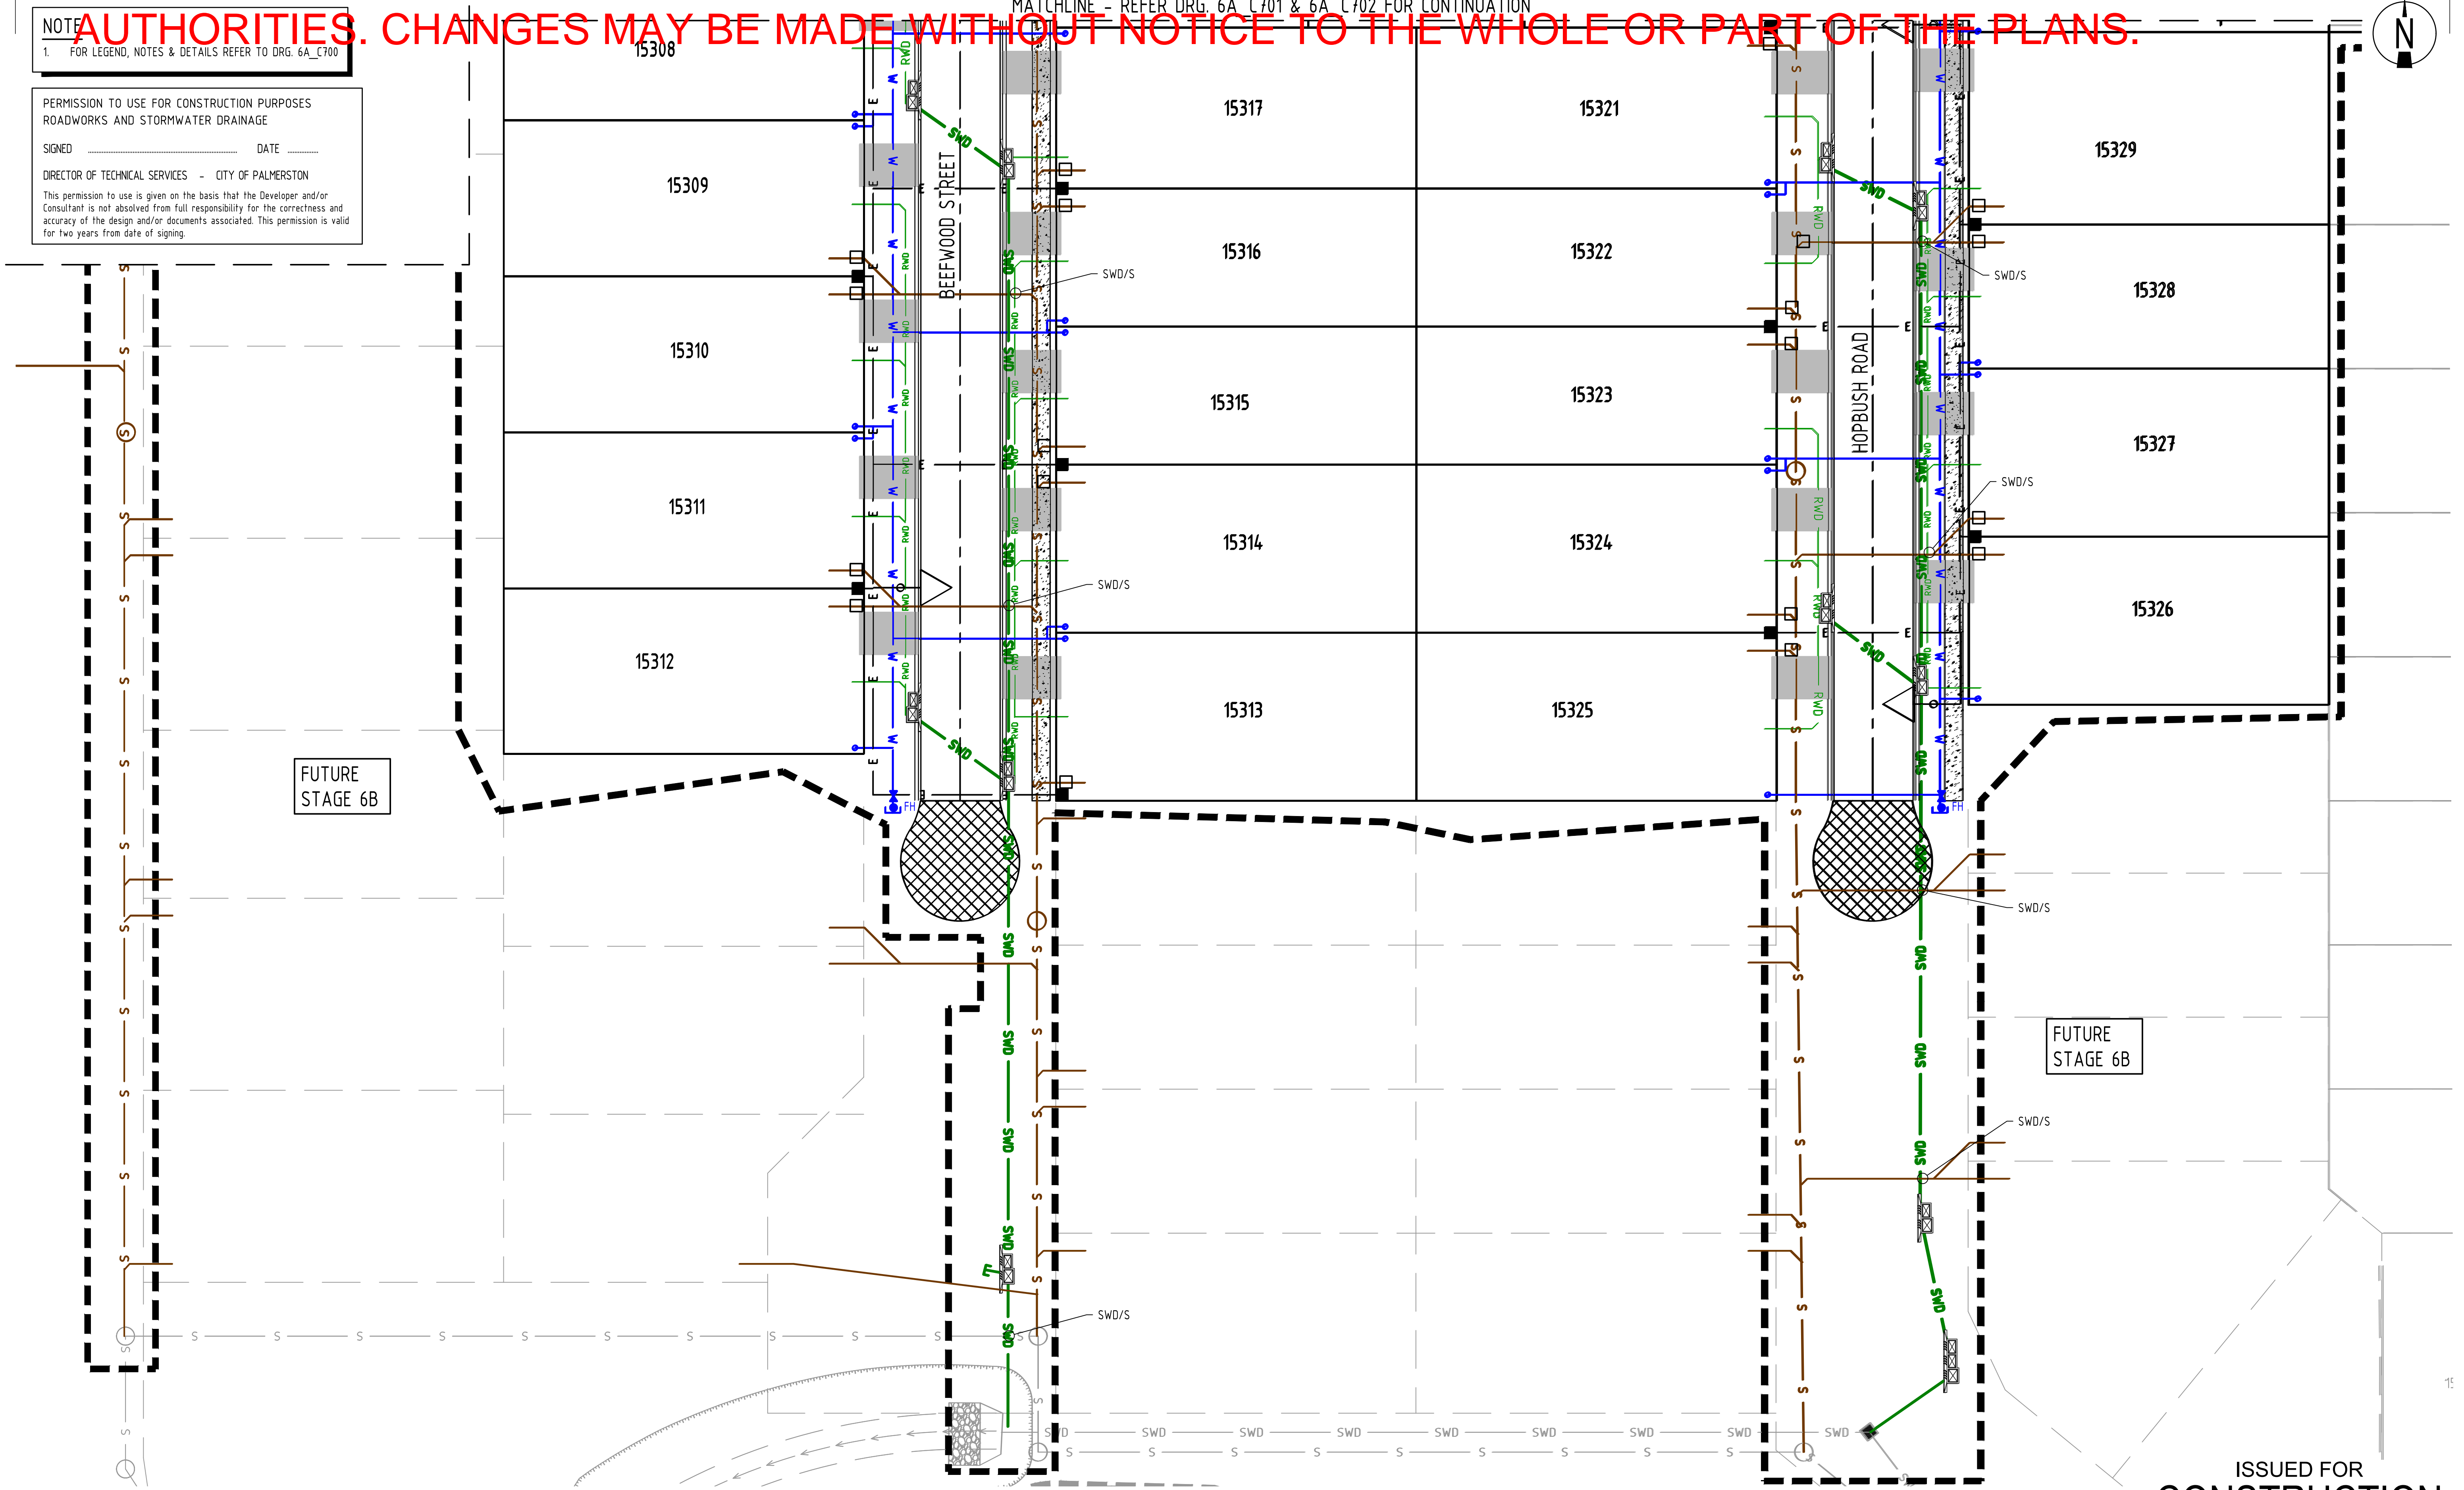 MATCHLINE - REFER DRG. 6A_C701 & 6A_C702 FOR CONTINUATION
AUTHORITIES. CHANGES MAY BE MADE WITHOUT NOTICE TO THE WHOLE OR PART OF THE PLANS.
NOTE
1. FOR LEGEND, NOTES & DETAILS REFER TO DRG. 6A_C700
PERMISSION TO USE FOR CONSTRUCTION PURPOSES
ROADWORKS AND STORMWATER DRAINAGE
SIGNED DATE
DIRECTOR OF TECHNICAL SERVICES - CITY OF PALMERSTON
This permission to use is given on the basis that the Developer and/or
Consultant is not absolved from full responsibility for the correctness and
accuracy of the design and/or documents associated. This permission is valid
for two years from date of signing.
N
15308
15309
15310
15311
15312
BEEFWOOD STREET
15317
15316
15315
15314
15313
15321
15322
15323
15324
15325
HOPBUSH ROAD
15329
15328
15327
15326
SWD/S
SWD/S
SWD/S
SWD/S
SWD/S
SWD/S
SWD/S
RWD
SWD
S
W
E
FH
FH
FUTURE
STAGE 6B
FUTURE
STAGE 6B
T
SWD SWD SWD SWD SWD SWD SWD SWD SWD
S S S S S S S S
ISSUED FOR
CONSTRUCTION